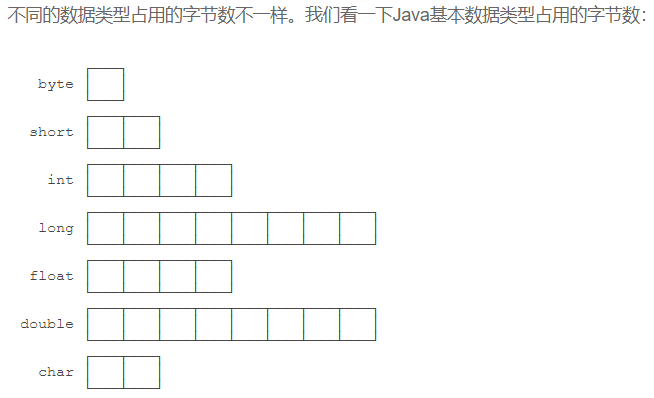 不同的数据类型占用的字节数不一样。我们看一下Java基本数据类型占用的字节数:
byte
short
int
long
float
double
char